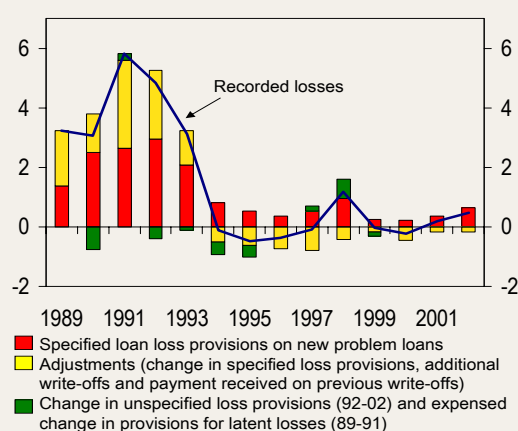 6 6
Recorded losses
4 4
2 2
0 0
-2 -2
1989 1991 1993 1995 1997 1999 2001
Specified loan loss provisions on new problem loans
Adjustments (change in specified loss provisions, additional
write-offs and payment received on previous write-offs)
Change in unspecified loss provisions (92-02) and expensed
change in provisions for latent losses (89-91)